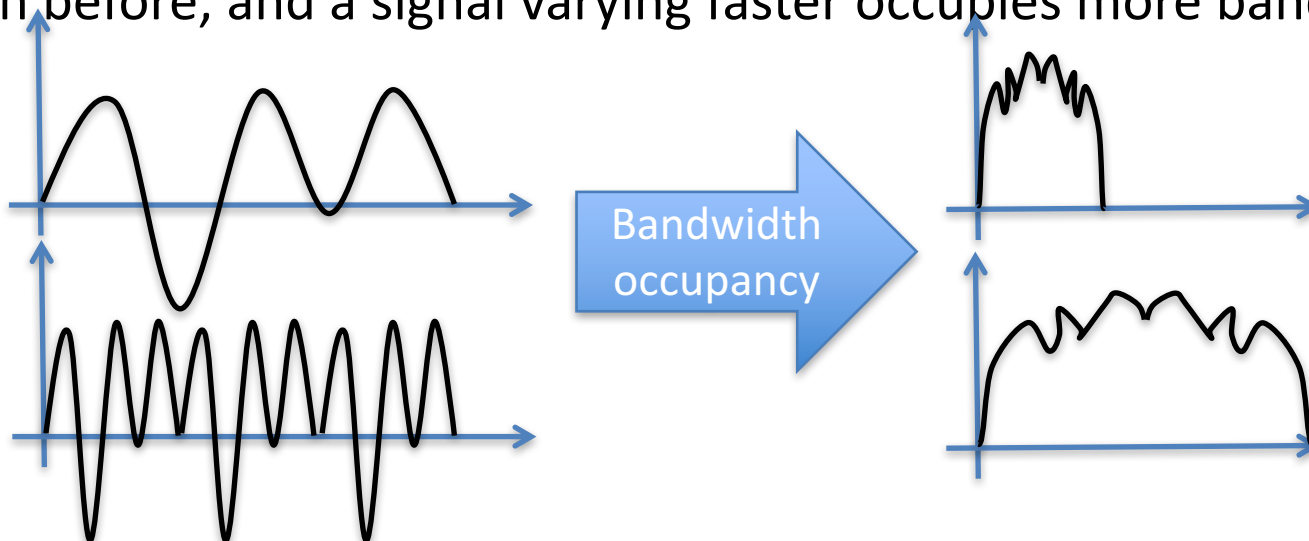 before, and a signal varying faster occupies more
Bandwidth
occupancy